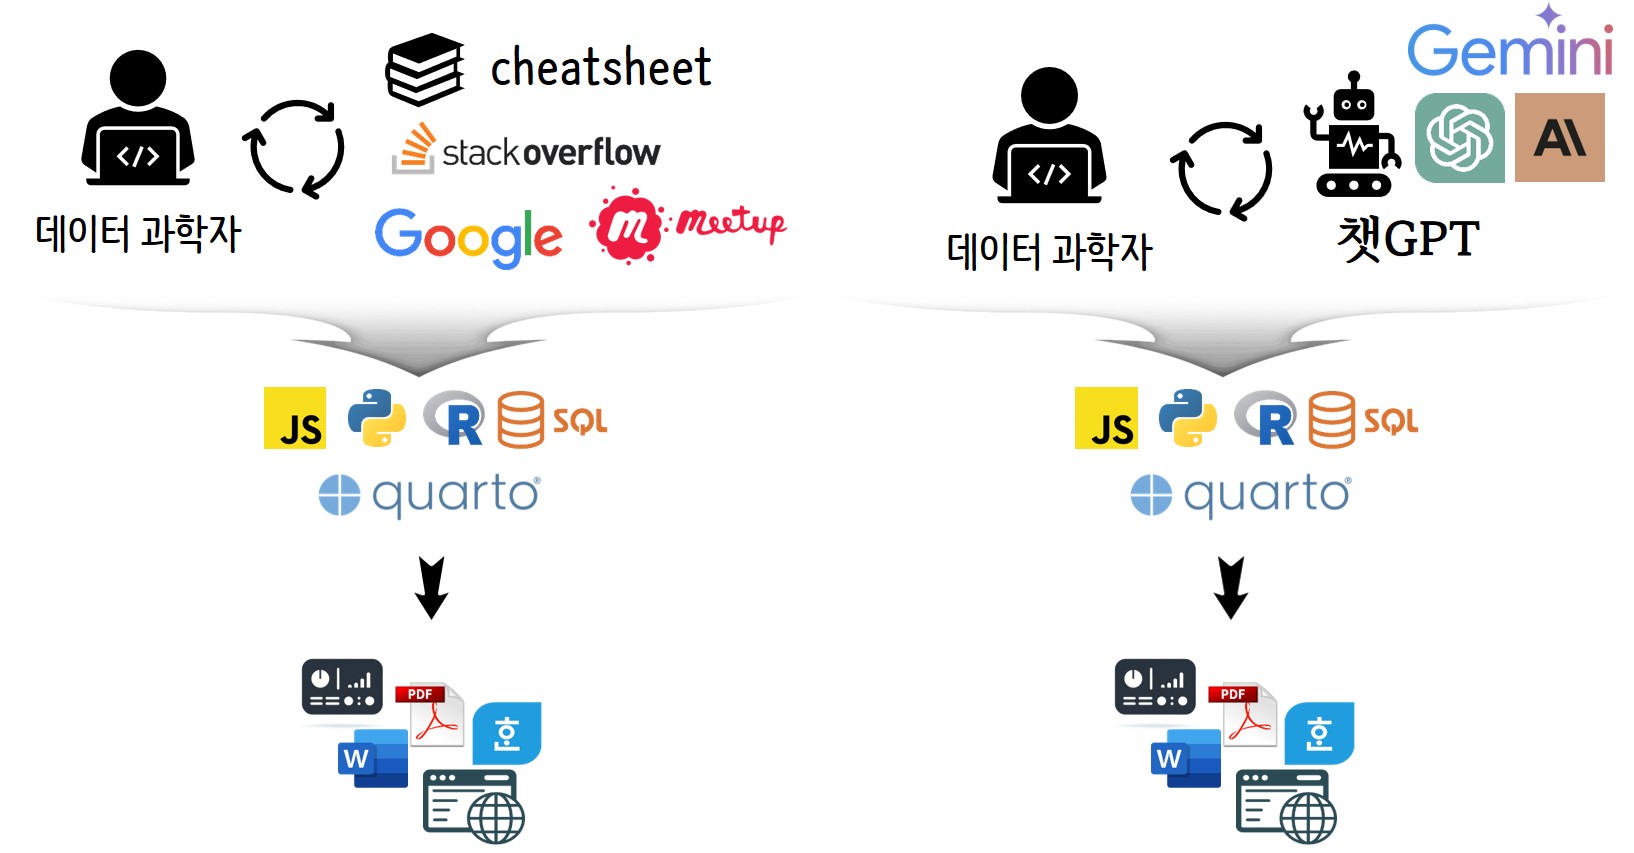 cheatsheet
stackoverflow
Google
m meetup
</>
데이터 과학자
Gemini
AI
</>
데이터 과학자
챗GPT
JS R SQL
quarto®
JS R SQL
quarto®
PDF
W
호
PDF
W
호